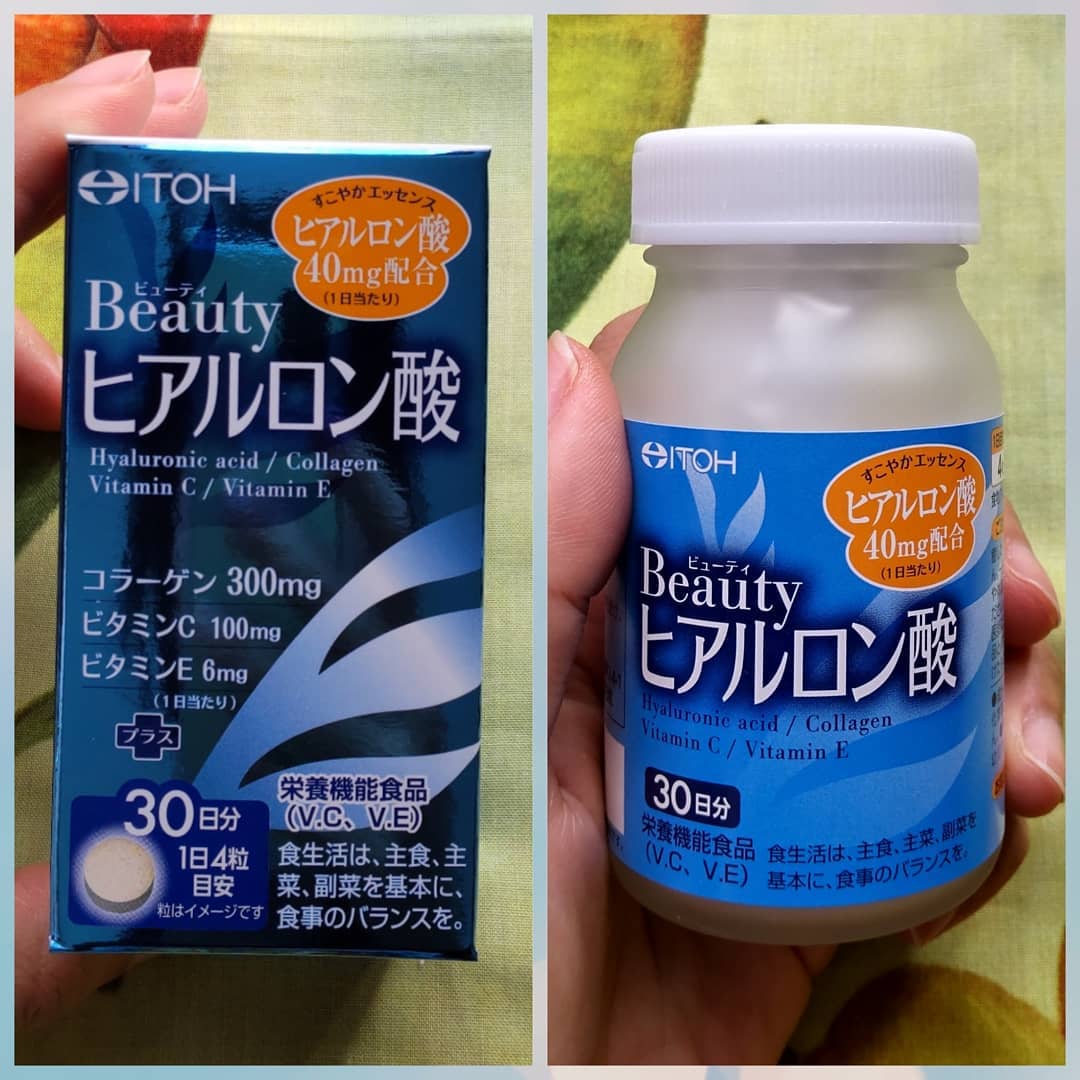 ITOH
すこやかエッセンス
ヒアルロン酸
40mg配合
(1日当たり)
ビューティ
Beauty
ヒアルロン酸
Hyaluronic acid / Collagen
Vitamin C / Vitamin E
コラーゲン 300mg
ビタミンC 100mg
ビタミンE 6mg
(1日当たり)
プラス
30日分
1日4粒
目安
粒はイメージです
栄養機能食品
(V.C、V.E)
食生活は、主食、主
菜、副菜を基本に、
食事のバランスを。
ITOH
すこやかエッセンス
ヒアルロン酸
40mg配合
(1日当たり)
ビューティ
Beauty
ヒアルロン酸
Hyaluronic acid / Collagen
Vitamin C / Vitamin E
30日分
栄養機能食品
(V.C、V.E)
食生活は、主食、主菜、副菜を
基本に、食事のバランスを。